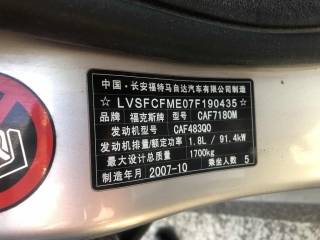 中国·长安福特马自达汽车有限公司制造
☆LVSFCFME07F190435☆
品牌 福克斯牌 型号 CAF7180M
发动机型号 CAF483Q0
发动机排量/额定功率 1.8L / 91.4kW
最大设计总质量 1700kg
制造年月 2007-10 乘坐人数 5